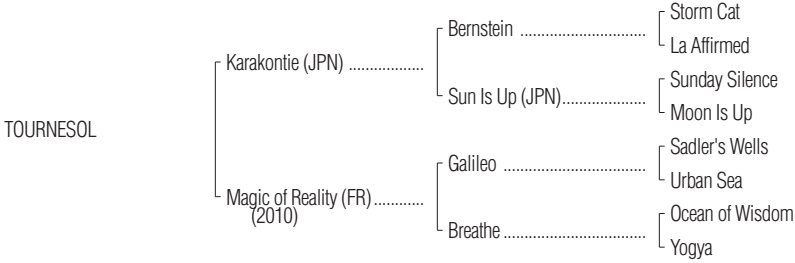 Storm Cat
Bernstein ..............................
La Affirmed
Karakontie (JPN) ..................
Sunday Silence
Sun Is Up (JPN)....................
Moon Is Up
TOURNESOL
Sadler's Wells
Galileo ..................................
Urban Sea
Magic of Reality (FR)............
(2010)
Ocean of Wisdom
Breathe ..................................
Yogya